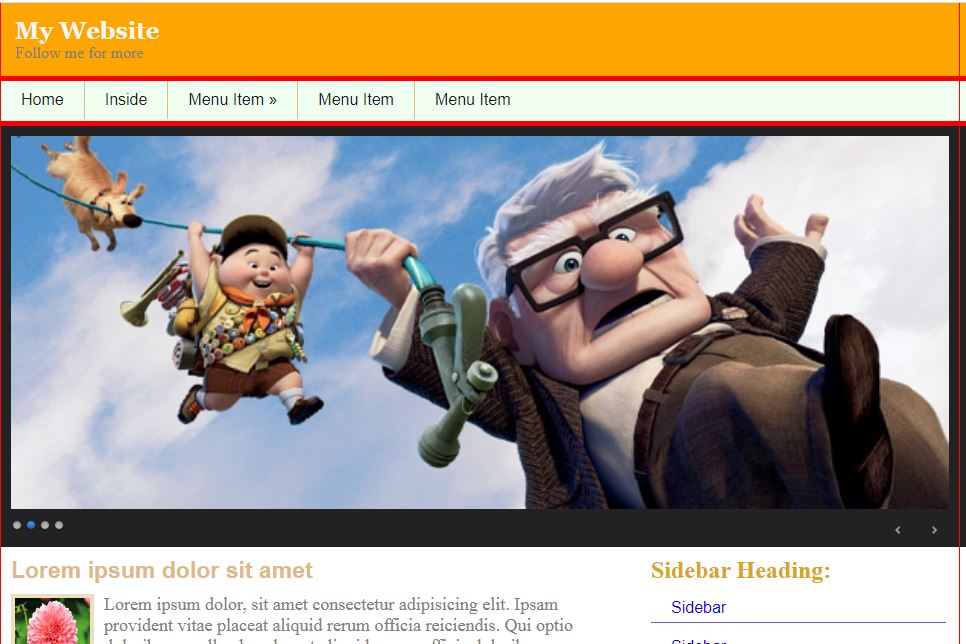 My Website
Follow me for more
Home Inside Menu Item » Menu Item Menu Item
Lorem ipsum dolor sit amet
Lorem ipsum dolor, sit amet consectetur adipisicing elit. Ipsam
provident vitae placeat aliquid rerum officia reiciendis. Qui optio
Sidebar Heading:
Sidebar
Sidebar